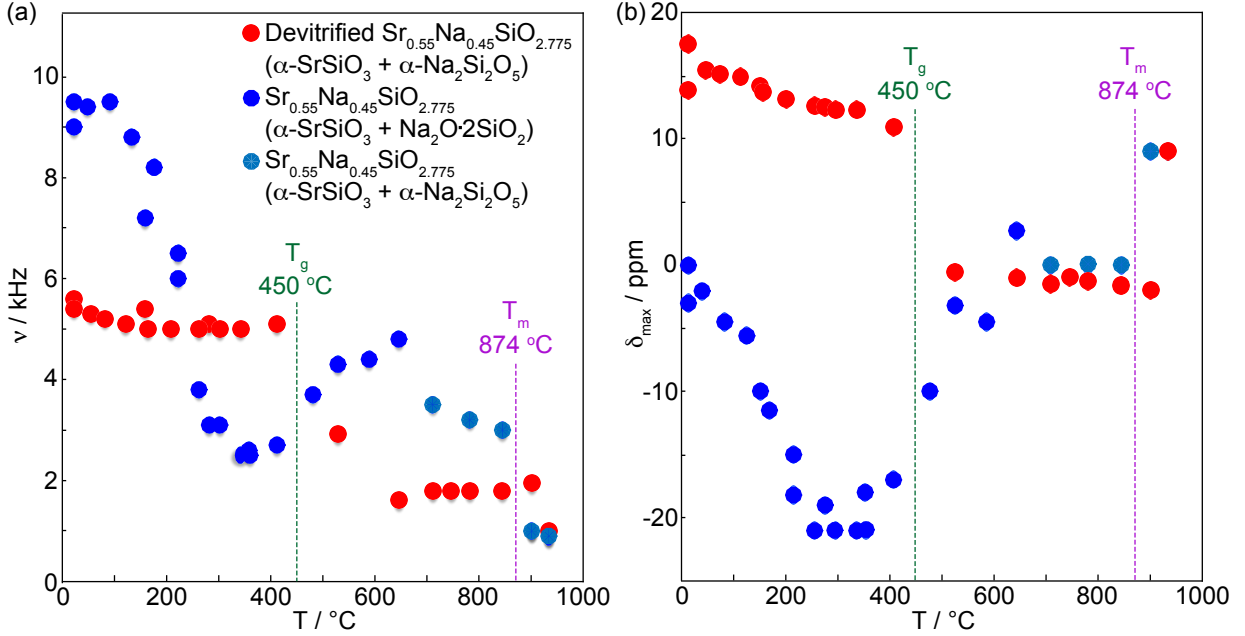 (a)
10
8
6
4
2
0
ν / kHz
0
200
400
600
800
1000
T / °C
Devitrified Sr0.55Na0.45SiO2.775
(α-SrSiO3 + α-Na2Si2O5)
Sr0.55Na0.45SiO2.775
(α-SrSiO3 + Na2O·2SiO2)
Sr0.55Na0.45SiO2.775
(α-SrSiO3 + α-Na2Si2O5)
Tg
450 °C
Tm
874 °C
(b)
20
10
0
-10
-20
δmax / ppm
0
200
400
600
800
1000
T / °C
Tg
450 °C
Tm
874 °C